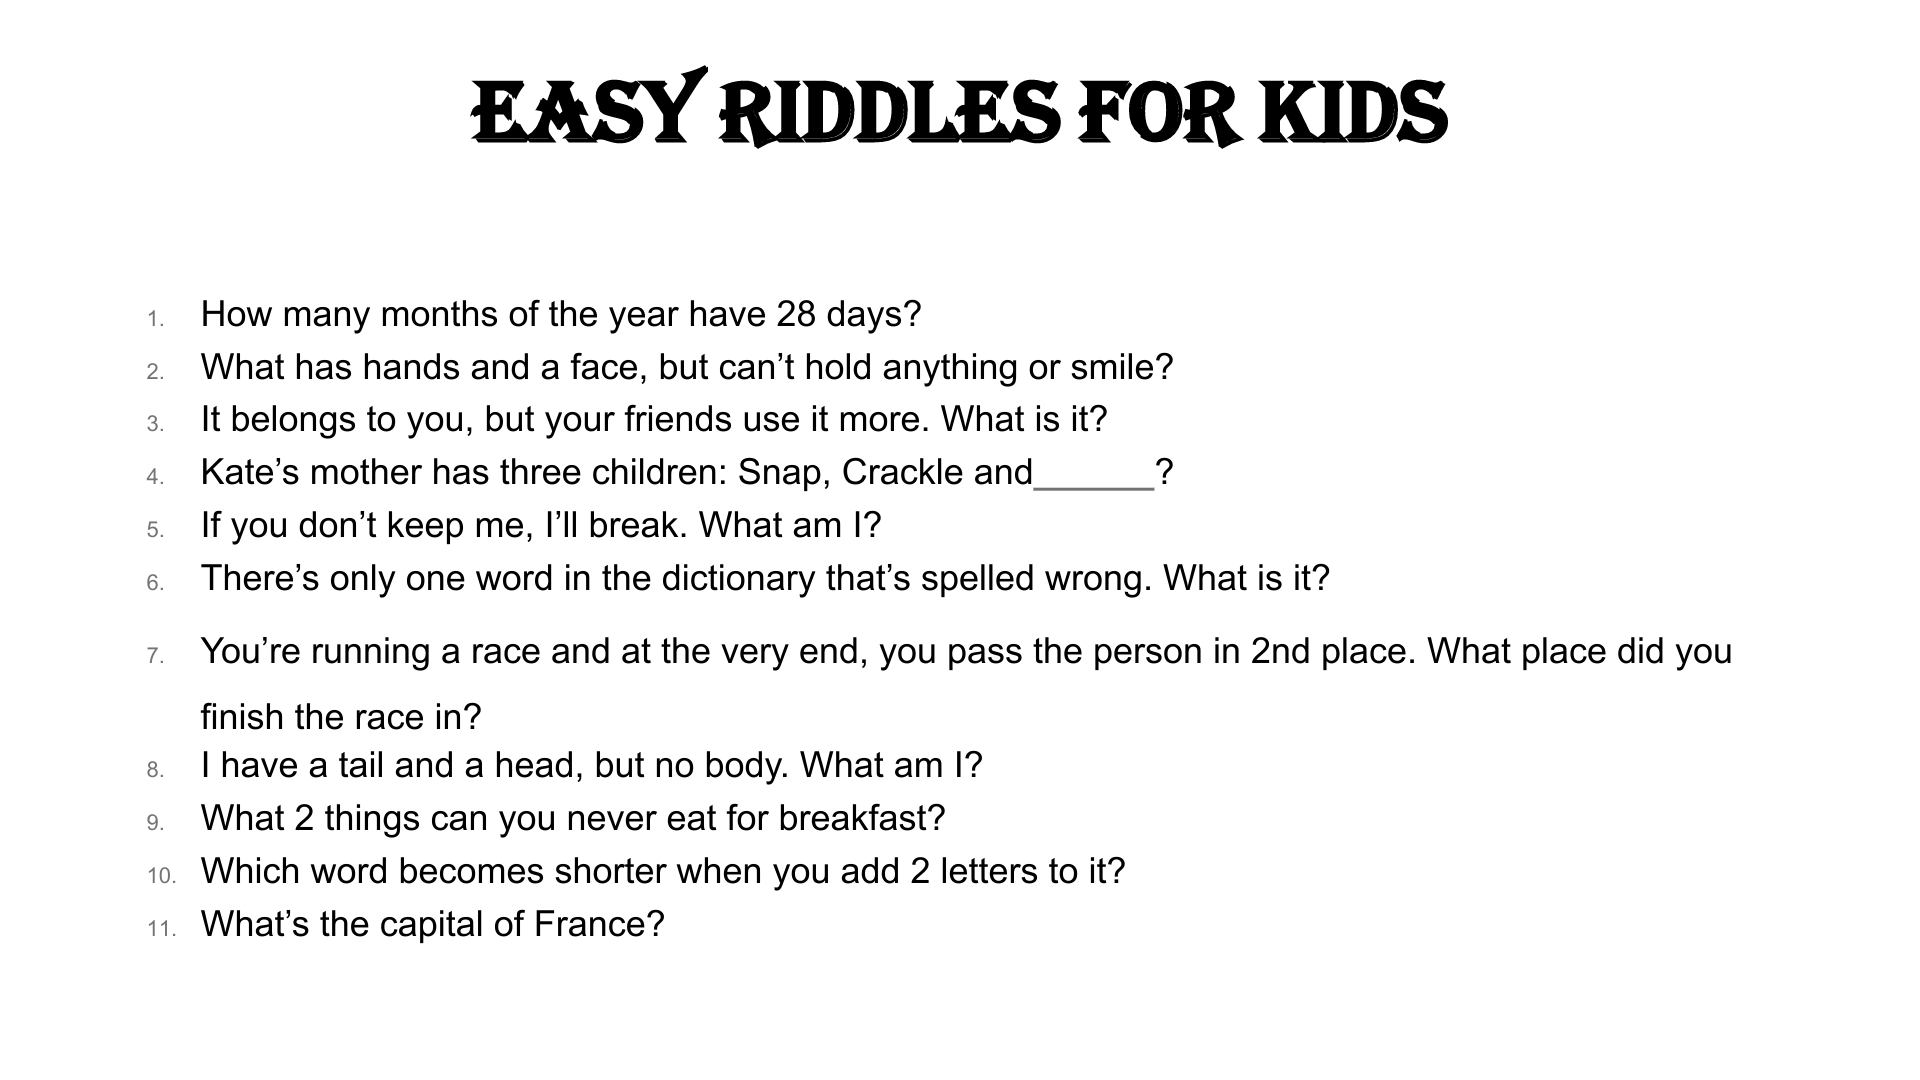 EASY RIDDLES FOR KIDS
1. How many months of the year have 28 days?
2. What has hands and a face, but can’t hold anything or smile?
3. It belongs to you, but your friends use it more. What is it?
4. Kate’s mother has three children: Snap, Crackle and______?
5. If you don’t keep me, I’ll break. What am I?
6. There’s only one word in the dictionary that’s spelled wrong. What is it?
7. You’re running a race and at the very end, you pass the person in 2nd place. What place did you
finish the race in?
8. I have a tail and a head, but no body. What am I?
9. What 2 things can you never eat for breakfast?
10. Which word becomes shorter when you add 2 letters to it?
11. What’s the capital of France?